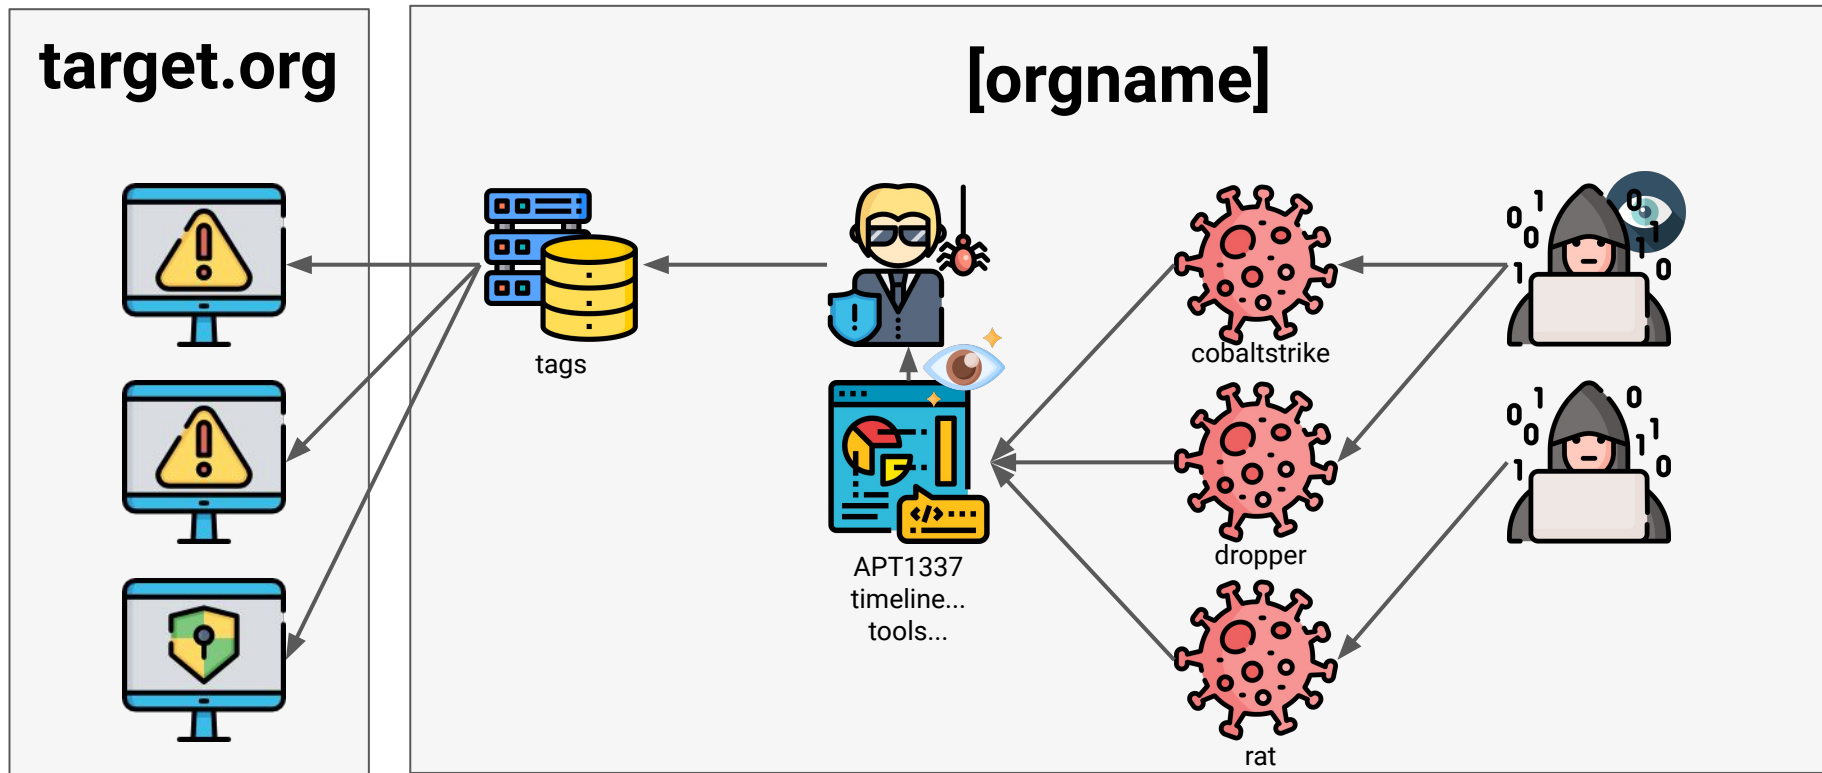 target.org
[orgname]
tags
cobaltstrike
dropper
APT1337
timeline...
tools...
rat